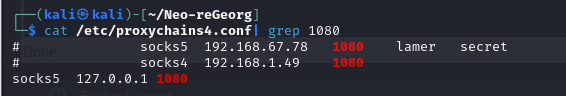 ┌──(kali㉿kali)-[~/Neo-reGeorg]
└─$ cat /etc/proxychains4.conf| grep 1080
# socks5 192.168.67.78 1080 lamer secret
# socks4 192.168.1.49 1080
socks5 127.0.0.1 1080